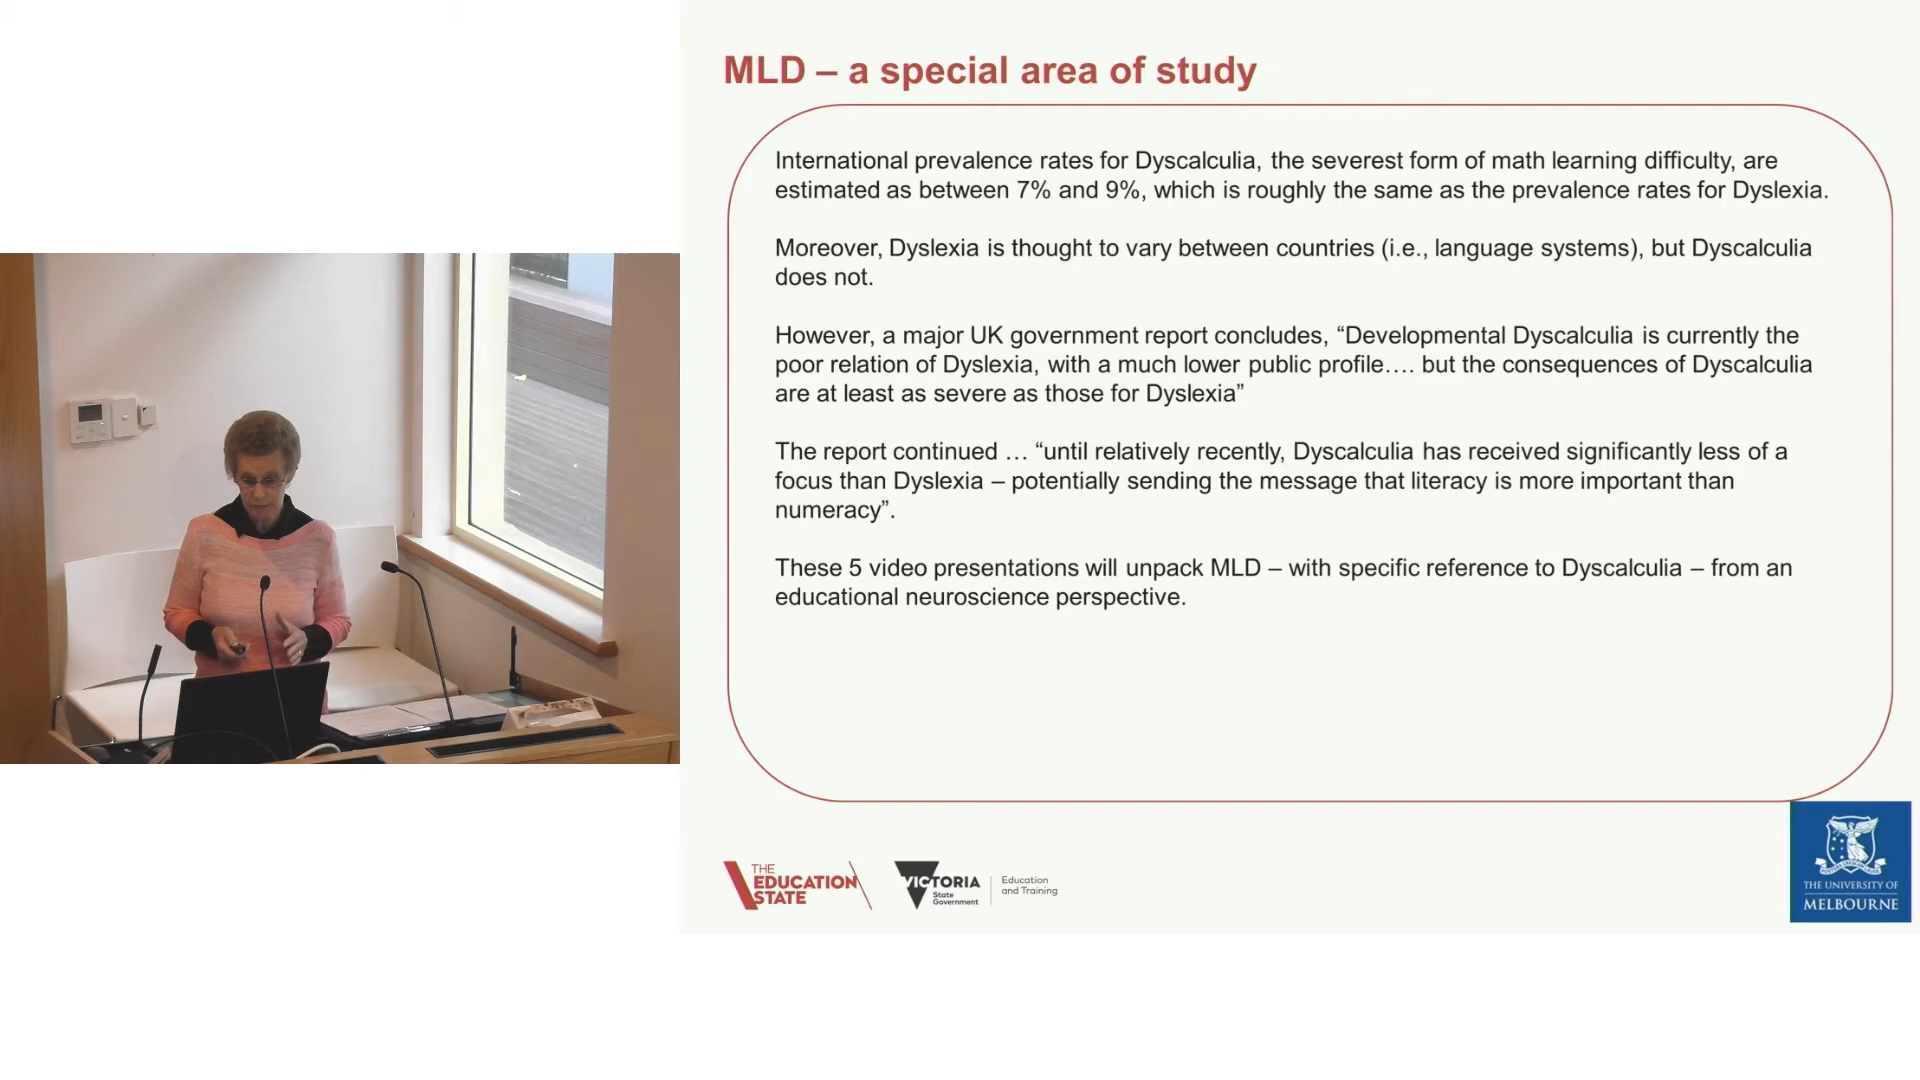 MLD – a special area of study
International prevalence rates for Dyscalculia, the severest form of math learning difficulty, are
estimated as between 7% and 9%, which is roughly the same as the prevalence rates for Dyslexia.
Moreover, Dyslexia is thought to vary between countries (i.e., language systems), but Dyscalculia
does not.
However, a major UK government report concludes, “Developmental Dyscalculia is currently the
poor relation of Dyslexia, with a much lower public profile…. but the consequences of Dyscalculia
are at least as severe as those for Dyslexia”
The report continued … “until relatively recently, Dyscalculia has received significantly less of a
focus than Dyslexia – potentially sending the message that literacy is more important than
numeracy”.
These 5 video presentations will unpack MLD – with specific reference to Dyscalculia – from an
educational neuroscience perspective.
THE
EDUCATION
STATE
VICTORIA
State
Government
Education
and Training
THE UNIVERSITY OF
MELBOURNE